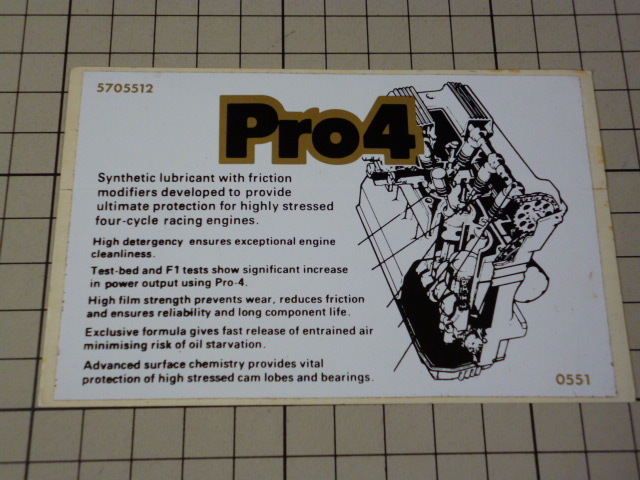 5705512
Pro4
Synthetic lubricant with friction
modifiers developed to provide
ultimate protection for highly stressed
four-cycle racing engines.
High detergency ensures exceptional engine
cleanliness.
Test-bed and F1 tests show significant increase
in power output using Pro-4.
High film strength prevents wear, reduces friction
and ensures reliability and long component life.
Exclusive formula gives fast release of entrained air
minimising risk of oil starvation.
Advanced surface chemistry provides vital
protection of high stressed cam lobes and bearings.
0551